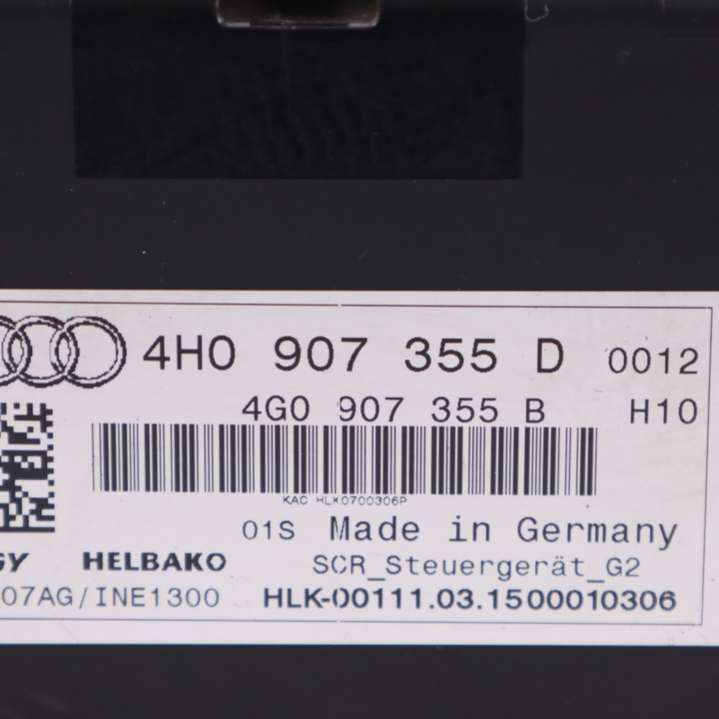 4H0 907 355 D 0012
4G0 907 355 B H10
KAC HLK0700306P
01S Made in Germany
GY HELBAKO SCR_Steuergerät_G2
07AG/INE1300 HLK-00111.03.1500010306